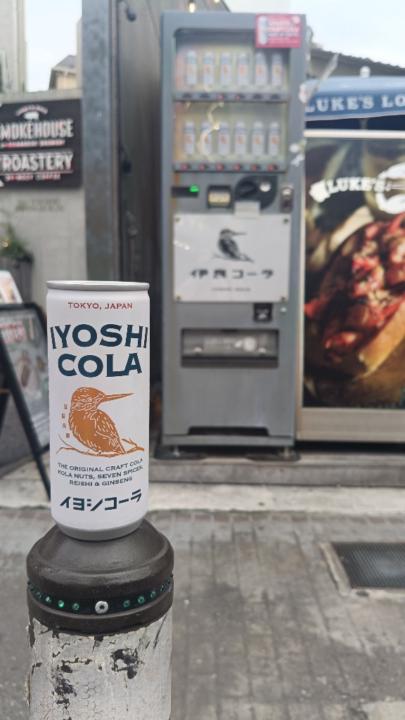 TOKYO, JAPAN
IYOSHI
COLA
THE ORIGINAL CRAFT COLA
KOLA NUTS, SEVEN SPICES,
REISHI & GINSENG
イヨシコーラ
伊良コーラ
SMOKEHOUSE
ROASTERY
LUKE'S LO
LUKE'S